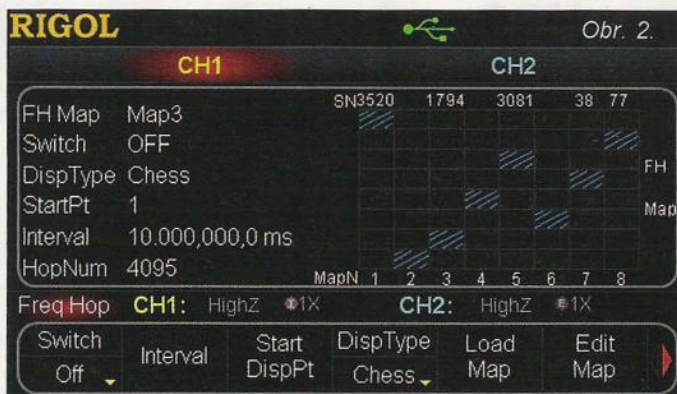 RIGOL Obr. 2.
CH1 CH2
SN3520 1794 3081 38 77
FH Map Map3
Switch OFF
DispType Chess
FH
StartPt 1
Map
Interval 10.000,000,0 ms
HopNum 4095
MapN 1 2 3 4 5 6 7 8
Freq Hop CH1: HighZ 1X CH2: HighZ 1X
Switch Off
Interval
Start DispPt
DispType Chess
Load Map
Edit Map